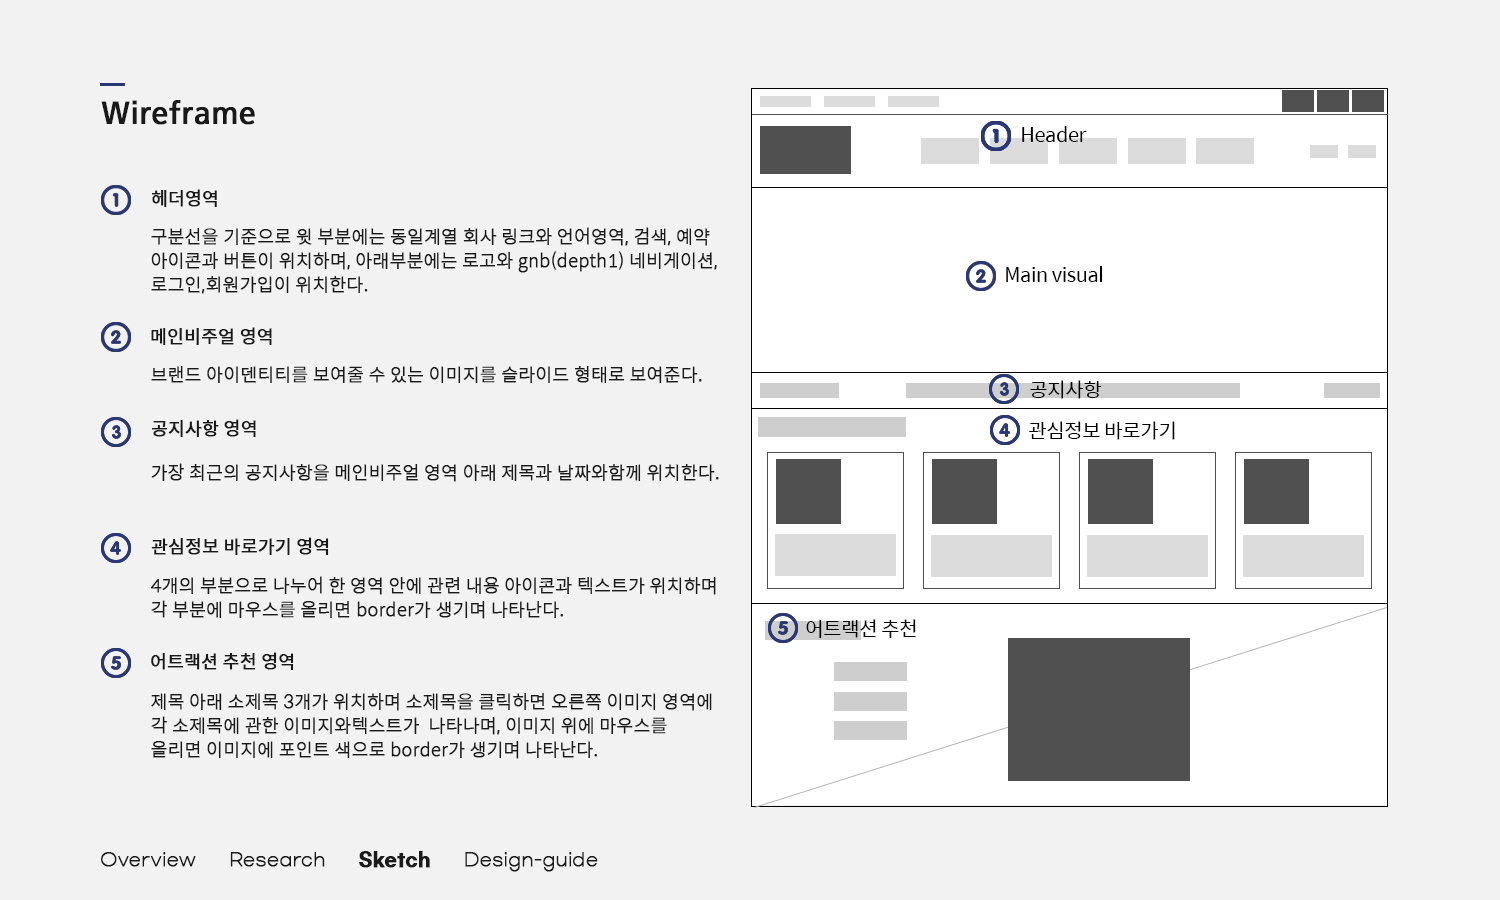 Wireframe
1 헤더영역
구분선을 기준으로 윗 부분에는 동일계열 회사 링크와 언어영역, 검색, 예약
아이콘과 버튼이 위치하며, 아래부분에는 로고와 gnb(depth1) 네비게이션,
로그인,회원가입이 위치한다.
2 메인비주얼 영역
브랜드 아이덴티티를 보여줄 수 있는 이미지를 슬라이드 형태로 보여준다.
3 공지사항 영역
가장 최근의 공지사항을 메인비주얼 영역 아래 제목과 날짜와함께 위치한다.
4 관심정보 바로가기 영역
4개의 부분으로 나누어 한 영역 안에 관련 내용 아이콘과 텍스트가 위치하며
각 부분에 마우스를 올리면 border가 생기며 나타난다.
5 어트랙션 추천 영역
제목 아래 소제목 3개가 위치하며 소제목을 클릭하면 오른쪽 이미지 영역에
각 소제목에 관한 이미지와텍스트가  나타나며, 이미지 위에 마우스를
올리면 이미지에 포인트 색으로 border가 생기며 나타난다.
1 Header
2 Main visual
3 공지사항
4 관심정보 바로가기
5 어트랙션 추천
Overview Research Sketch Design-guide